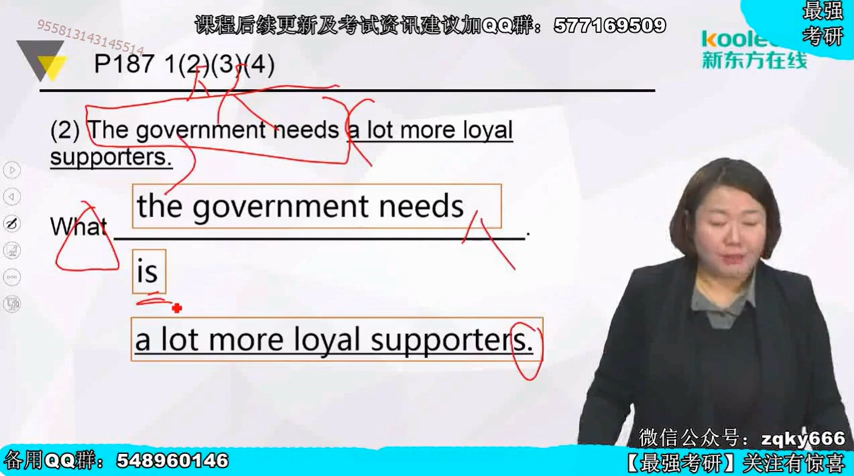 课程后续更新及考试资讯建议加QQ群：577169509
最强
考研
955813143145514
P187 1(2)(3)(4)
koole
新东方在线
(2) The government needs a lot more loyal
supporters.
the government needs
What .
is
a lot more loyal supporters.
微信公众号：zqky666
备用QQ群：548960146
【最强考研】关注有惊喜